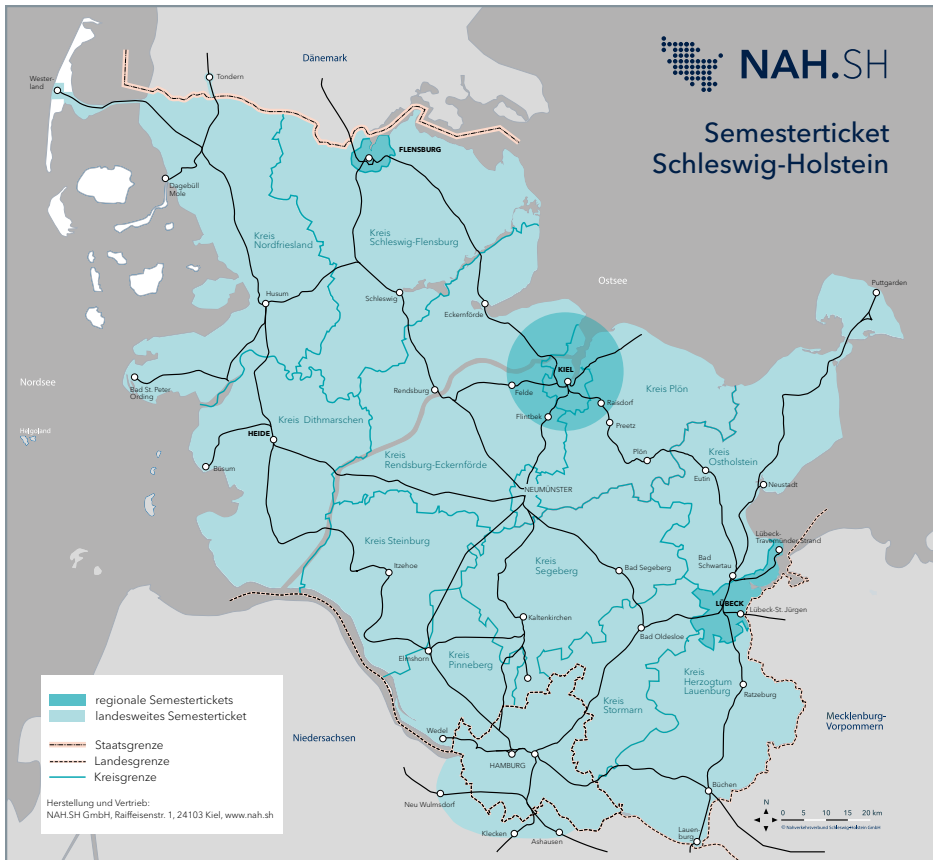 NAH.SH
Semesterticket
Schleswig-Holstein
Dänemark
Wester-
land
Tondern
FLENSBURG
Dagebüll
Mole
Kreis
Nordfriesland
Kreis
Schleswig-Flensburg
Ostsee
Puttgarden
Husum
Schleswig
Eckernförde
Nordsee
KIEL
Bad St. Peter
Ording
Rendsburg
Felde
Kreis Plön
Raisdorf
Flintbek
Preetz
Helgoland
HEIDE
Kreis Dithmarschen
Kreis
Rendsburg-Eckernförde
Plön
Kreis
Ostholstein
Büsum
Eutin
NEUMÜNSTER
Neustadt
Kreis Steinburg
Itzehoe
Kreis
Segeberg
Bad Segeberg
Bad
Schwartau
Lübeck-
Travemünder Strand
LÜBECK
Lübeck-St. Jürgen
Kaltenkirchen
Bad Oldesloe
Elmshorn
Kreis
Pinneberg
Kreis
Herzogtum
Lauenburg
Ratzeburg
Kreis
Stormarn
Mecklenburg-
Vorpommern
Niedersachsen
Wedel
HAMBURG
Neu Wulmsdorf
Büchen
Klecken
Ashausen
Lauen-
burg
regionale Semestertickets
landesweites Semesterticket
Staatsgrenze
Landesgrenze
Kreisgrenze
Herstellung und Vertrieb:
NAH.SH GmbH, Raiffeisenstr. 1, 24103 Kiel, www.nah.sh
N
0 5 10 15 20 km
© Nahverkehrsverbund Schleswig-Holstein GmbH